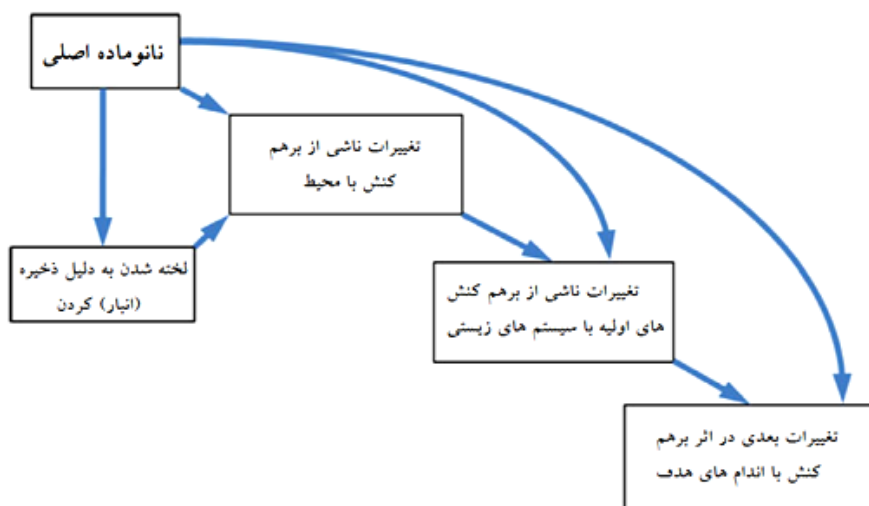 نانوماده اصلی
تغییرات ناشی از برهم
کنش با محیط
لخته شدن به دلیل ذخیره
(انبار) کردن
تغییرات ناشی از برهم کنش
های اولیه با سیستم های زیستی
تغییرات بعدی در اثر برهم
کنش با اندام های هدف